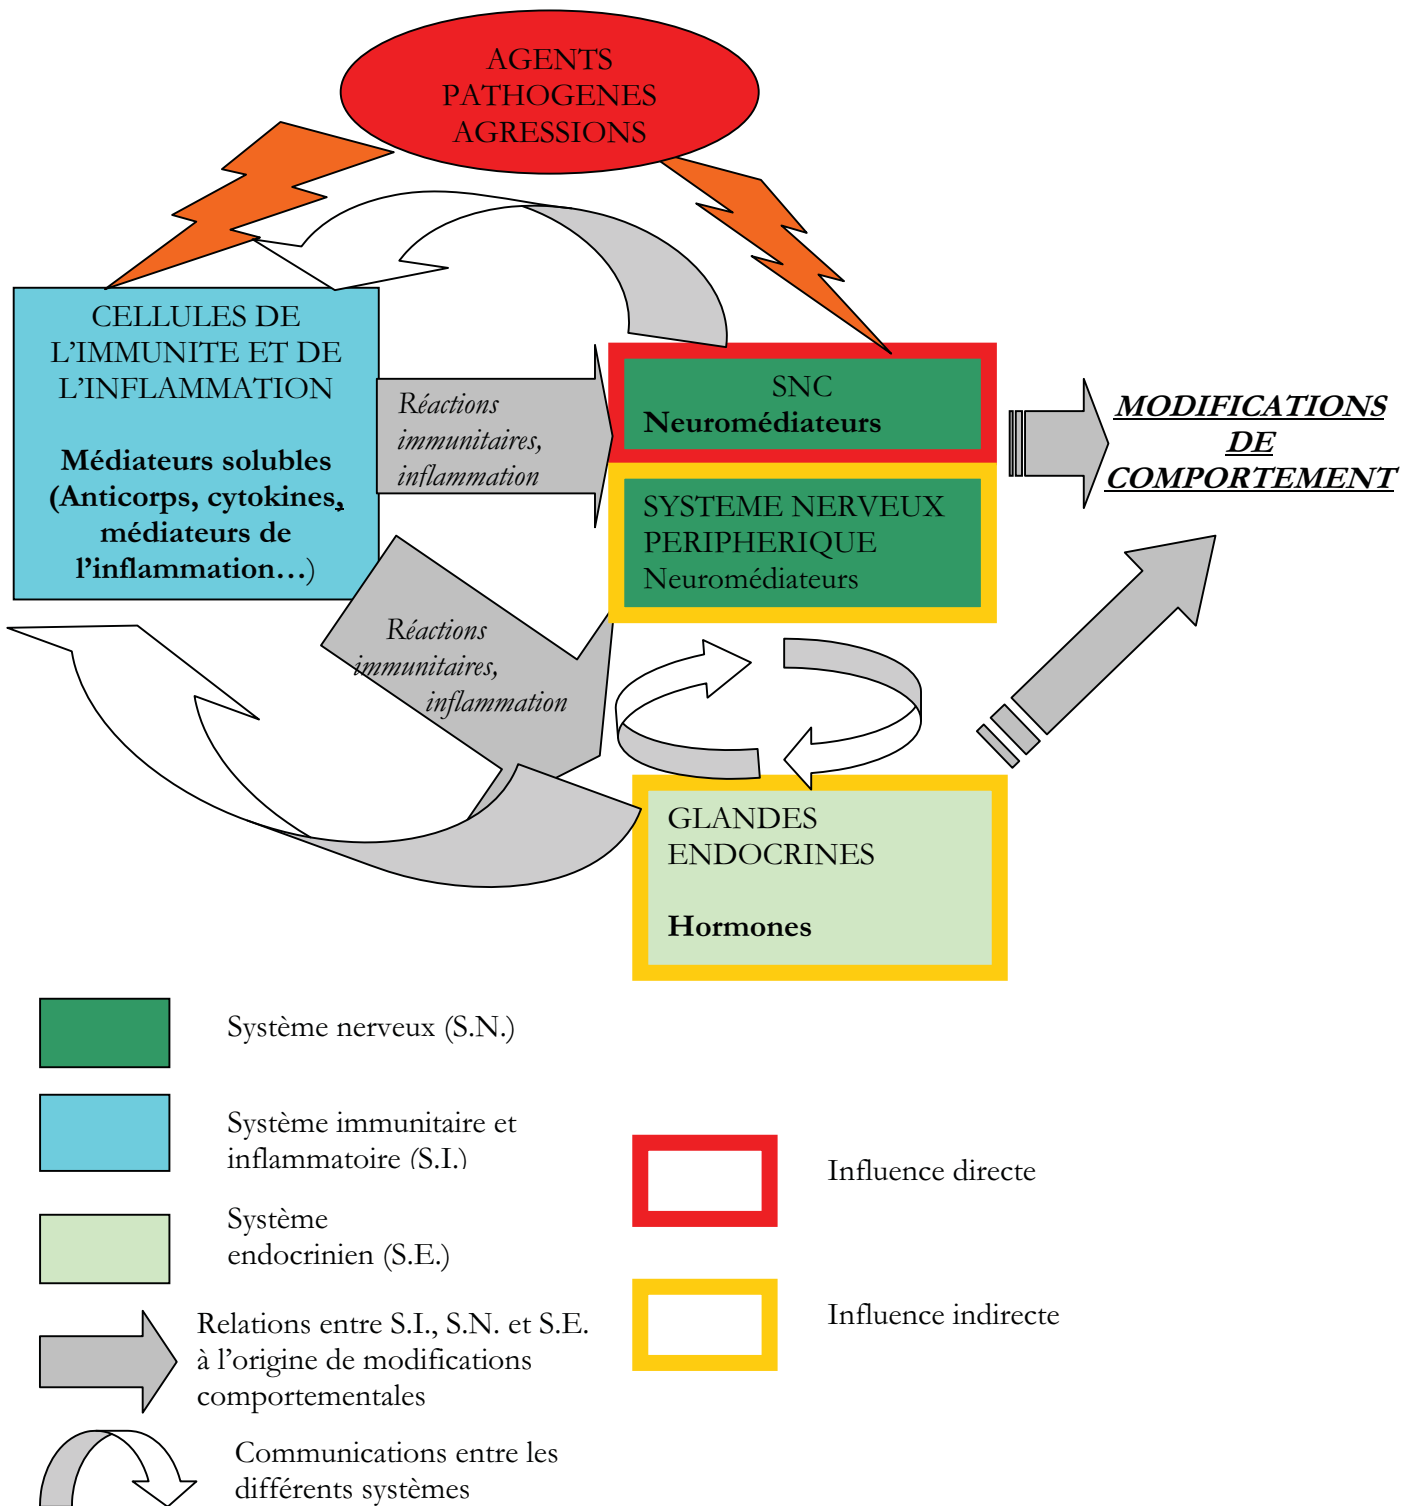 AGENTS
PATHOGENES
AGRESSIONS
CELLULES DE
L’IMMUNITE ET DE
L’INFLAMMATION
Médiateurs solubles
(Anticorps, cytokines,
médiateurs de
l’inflammation…)
Réactions
immunitaires,
inflammation
SNC
Neuromédiateurs
SYSTEME NERVEUX
PERIPHERIQUE
Neuromédiateurs
MODIFICATIONS
DE
COMPORTEMENT
Réactions
immunitaires,
inflammation
GLANDES
ENDOCRINES
Hormones
Système nerveux (S.N.)
Système immunitaire et
inflammatoire (S.I.)
Système
endocrinien (S.E.)
Relations entre S.I., S.N. et S.E.
à l’origine de modifications
comportementales
Communications entre les
différents systèmes
Influence directe
Influence indirecte